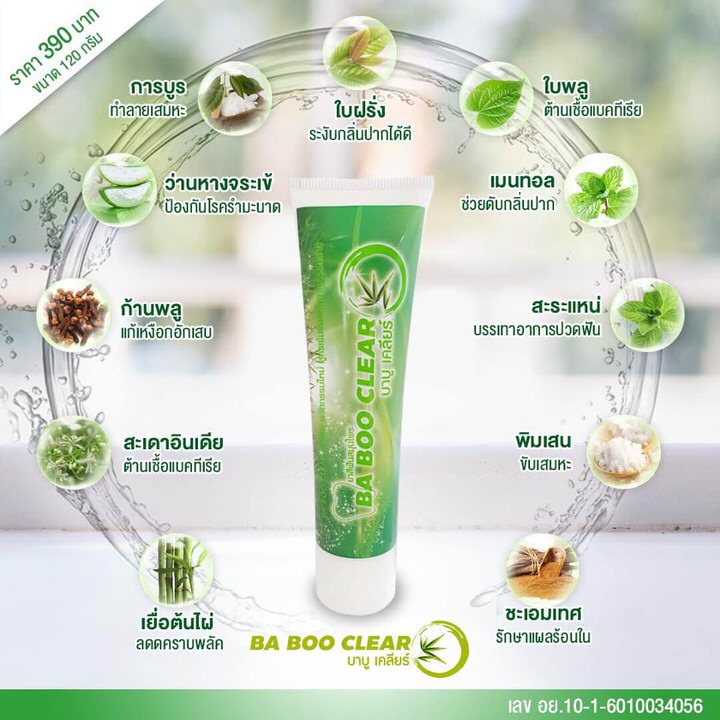 ราคา 390 บาท
ขนาด 120 กรัม
การบูร
ทำลายเสมหะ
ใบฝรั่ง
ระงับกลิ่นปากได้ดี
ใบพลู
ต้านเชื้อแบคทีเรีย
ว่านหางจระเข้
ป้องกันโรครำมะนาด
เมนทอล
ช่วยดับกลิ่นปาก
ก้านพลู
แก้เหงือกอักเสบ
สะระแหน่
บรรเทาอาการปวดฟัน
สะเดาอินเดีย
ต้านเชื้อแบคทีเรีย
พิมเสน
ขับเสมหะ
เยื่อต้นไผ่
ลดคราบพลัค
ชะเอมเทศ
รักษาแผลร้อนใน
BA BOO CLEAR
บาบู เคลียร์
ยาสีฟันสมุนไพร
BA BOO CLEAR
บาบู เคลียร์
เลข อย.10-1-6010034056